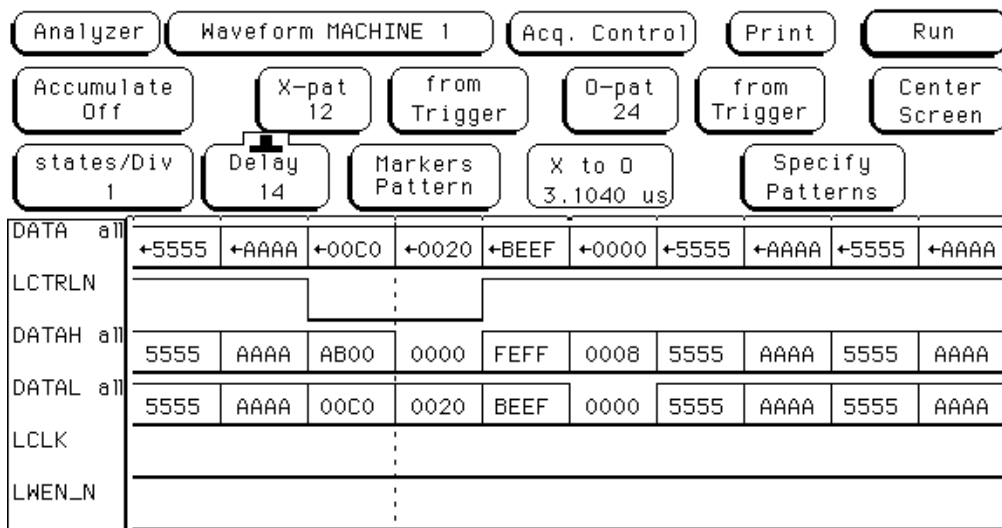 Analyzer Waveform MACHINE 1 Acq. Control Print Run
Accumulate Off X-pat 12 from Trigger O-pat 24 from Trigger Center Screen
states/Div 1 Delay 14 Markers Pattern X to O 3.1040 us Specify Patterns
DATA all ←5555 ←AAAA ←00C0 ←0020 ←BEEF ←0000 ←5555 ←AAAA ←5555 ←AAAA
LCTRLN
DATAH all 5555 AAAA AB00 0000 FEFF 0008 5555 AAAA 5555 AAAA
DATAL all 5555 AAAA 00C0 0020 BEEF 0000 5555 AAAA 5555 AAAA
LCLK
LWEN_N